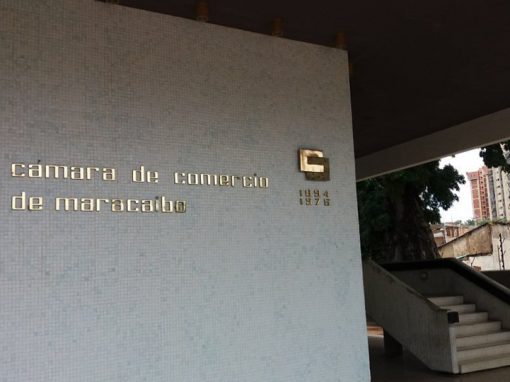 cámara de comercio
de maracaibo
1894
1976